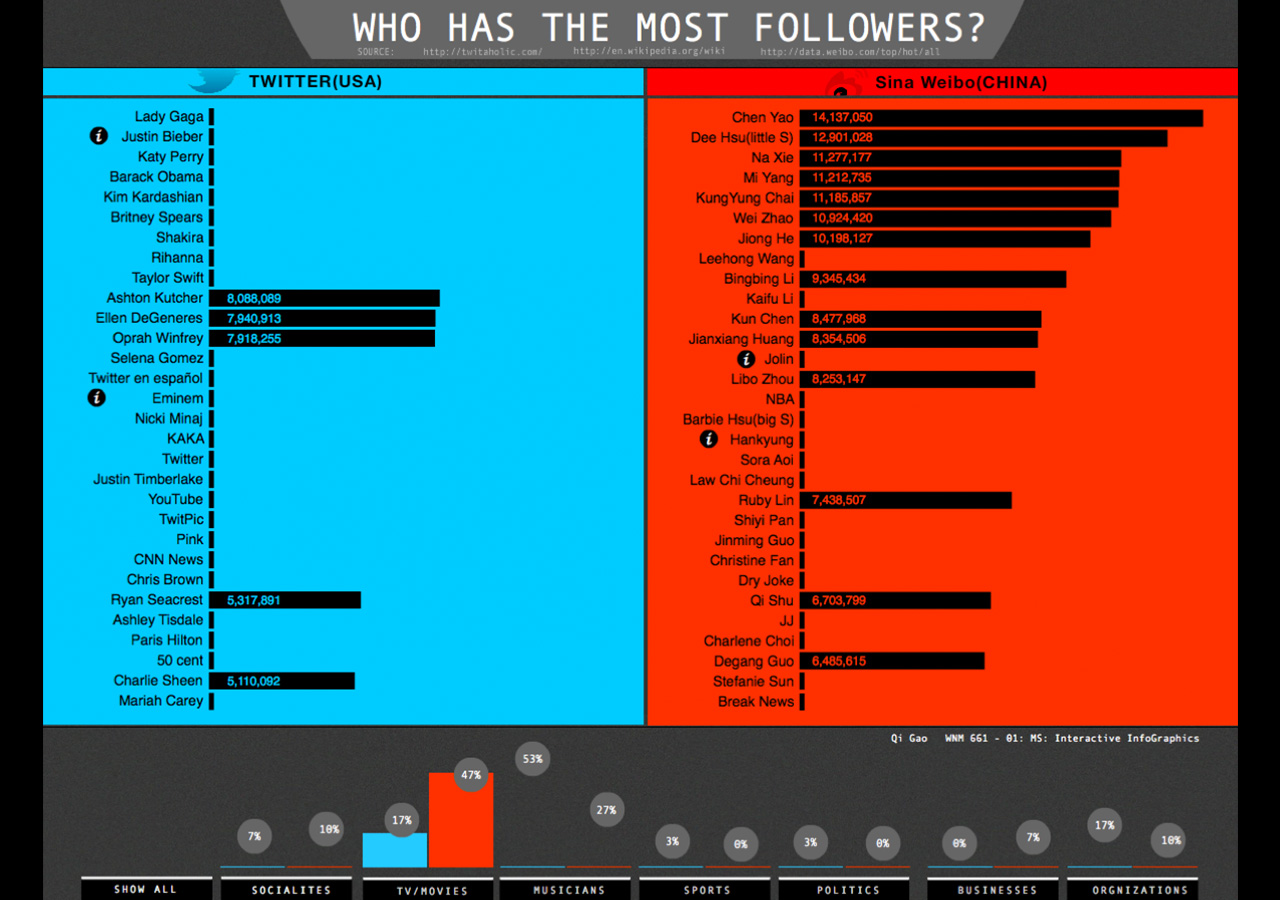 WHO HAS THE MOST FOLLOWERS?
SOURCE: http://twitaholic.com/ http://en.wikipedia.org/wiki http://data.weibo.com/top/hot/all
TWITTER(USA)
Lady Gaga
i Justin Bieber
Katy Perry
Barack Obama
Kim Kardashian
Britney Spears
Shakira
Rihanna
Taylor Swift
Ashton Kutcher 8,088,089
Ellen DeGeneres 7,940,913
Oprah Winfrey 7,918,255
Selena Gomez
Twitter en español
i Eminem
Nicki Minaj
KAKA
Twitter
Justin Timberlake
YouTube
TwitPic
Pink
CNN News
Chris Brown
Ryan Seacrest 5,317,891
Ashley Tisdale
Paris Hilton
50 cent
Charlie Sheen 5,110,092
Mariah Carey
Sina Weibo(CHINA)
Chen Yao 14,137,050
Dee Hsu(little S) 12,901,028
Na Xie 11,277,177
Mi Yang 11,212,735
KungYung Chai 11,185,857
Wei Zhao 10,924,420
Jiong He 10,198,127
Leehong Wang
Bingbing Li 9,345,434
Kaifu Li
Kun Chen 8,477,968
Jianxiang Huang 8,354,506
i Jolin
Libo Zhou 8,253,147
NBA
Barbie Hsu(big S)
i Hankyung
Sora Aoi
Law Chi Cheung
Ruby Lin 7,438,507
Shiyi Pan
Jinming Guo
Christine Fan
Dry Joke
Qi Shu 6,703,799
JJ
Charlene Choi
Degang Guo 6,485,615
Stefanie Sun
Break News
Qi Gao WNM 661 - 01: MS: Interactive InfoGraphics
7% 10% 17% 47% 53% 27% 3% 0% 3% 0% 0% 7% 17% 10%
SHOW ALL SOCIALITES TV/MOVIES MUSICIANS SPORTS POLITICS BUSINESSES ORGNIZATIONS